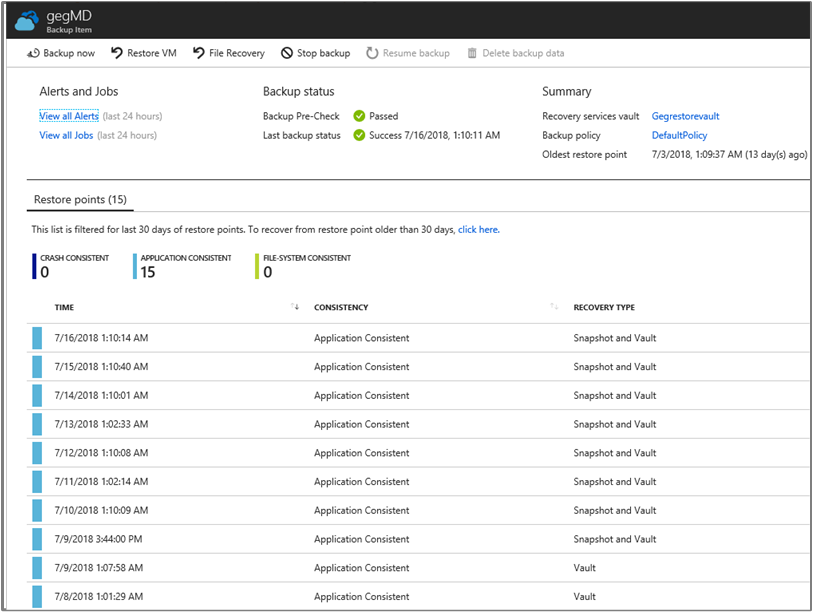 gegMD
Backup Item
Backup now Restore VM File Recovery Stop backup Resume backup Delete backup data
Alerts and Jobs Backup status Summary
View all Alerts (last 24 hours) Backup Pre-Check Passed Recovery services vault Gegrestorevault
View all Jobs (last 24 hours) Last backup status Success 7/16/2018, 1:10:11 AM Backup policy DefaultPolicy
Oldest restore point 7/3/2018, 1:09:37 AM (13 day(s) ago)
Restore points (15)
This list is filtered for last 30 days of restore points. To recover from restore point older than 30 days, click here.
CRASH CONSISTENT APPLICATION CONSISTENT FILE-SYSTEM CONSISTENT
0 15 0
TIME CONSISTENCY RECOVERY TYPE
7/16/2018 1:10:14 AM Application Consistent Snapshot and Vault
7/15/2018 1:10:40 AM Application Consistent Snapshot and Vault
7/14/2018 1:10:01 AM Application Consistent Snapshot and Vault
7/13/2018 1:02:33 AM Application Consistent Snapshot and Vault
7/12/2018 1:10:08 AM Application Consistent Snapshot and Vault
7/11/2018 1:02:14 AM Application Consistent Snapshot and Vault
7/10/2018 1:10:09 AM Application Consistent Snapshot and Vault
7/9/2018 3:44:00 PM Application Consistent Snapshot and Vault
7/9/2018 1:07:58 AM Application Consistent Vault
7/8/2018 1:01:29 AM Application Consistent Vault